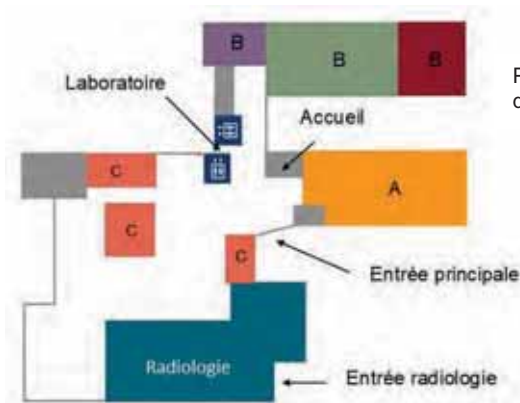 B
B
B
Laboratoire
Accueil
C
A
C
C
Entrée principale
Radiologie
Entrée radiologie